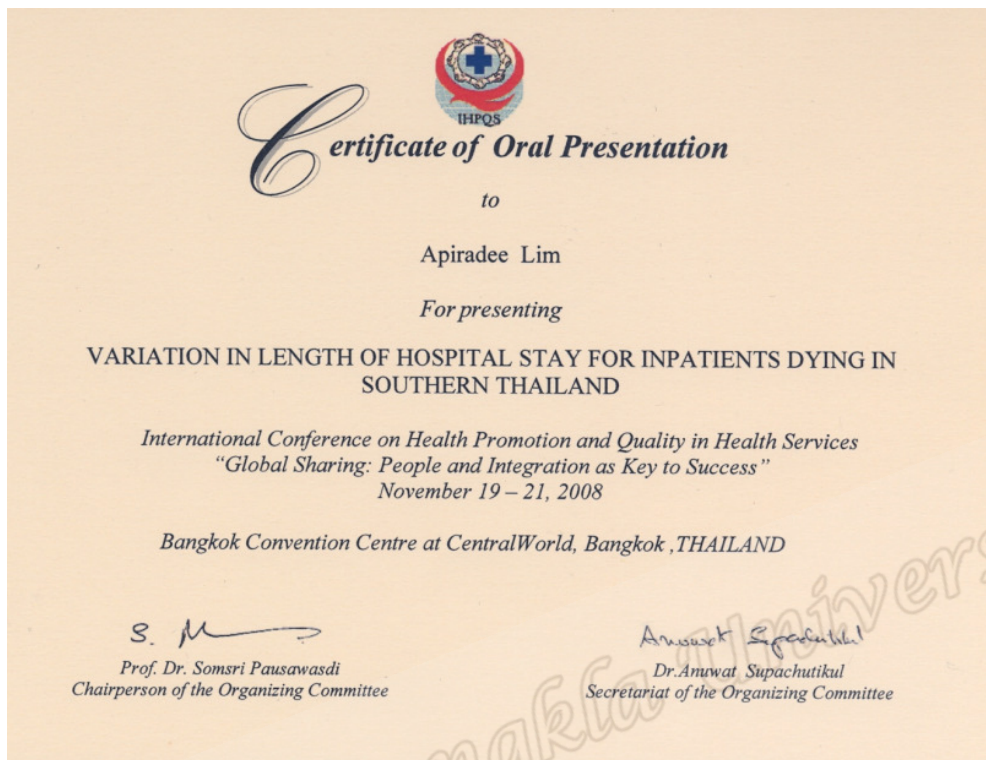 IHPQS
Certificate of Oral Presentation
to
Apiradee Lim
For presenting
VARIATION IN LENGTH OF HOSPITAL STAY FOR INPATIENTS DYING IN
SOUTHERN THAILAND
International Conference on Health Promotion and Quality in Health Services
“Global Sharing: People and Integration as Key to Success”
November 19 – 21, 2008
Bangkok Convention Centre at CentralWorld, Bangkok ,THAILAND
Anuwat Supachutikul
Prof. Dr. Somsri Pausawasdi
Chairperson of the Organizing Committee
Dr.Anuwat Supachutikul
Secretariat of the Organizing Committee